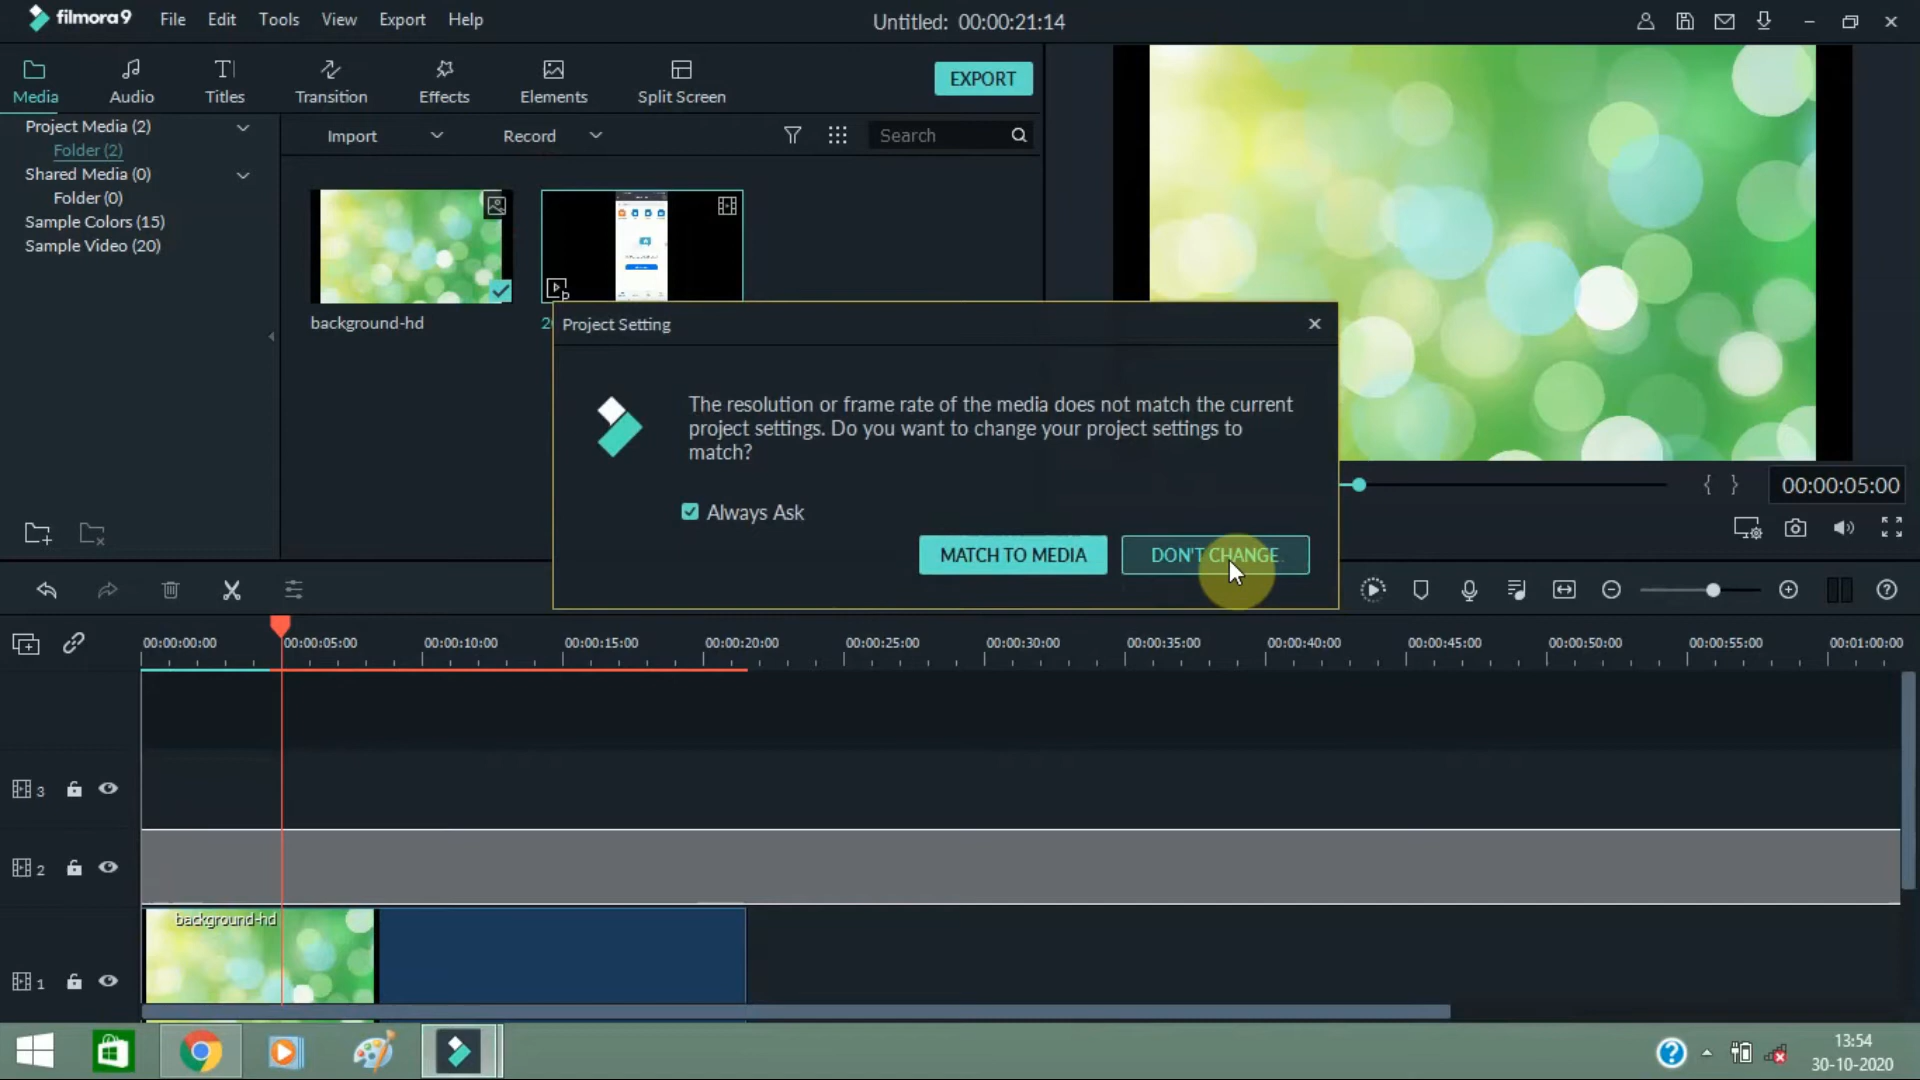 filmora9 File Edit Tools View Export Help Untitled: 00:00:21:14
Media Audio Titles Transition Effects Elements Split Screen EXPORT
Project Media (2)
Folder (2)
Shared Media (0)
Folder (0)
Sample Colors (15)
Sample Video (20)
Import Record Search
background-hd
Project Setting
The resolution or frame rate of the media does not match the current
project settings. Do you want to change your project settings to
match?
Always Ask
MATCH TO MEDIA DON'T CHANGE
{ } 00:00:05:00
00:00:00:00 00:00:05:00 00:00:10:00 00:00:15:00 00:00:20:00 00:00:25:00 00:00:30:00 00:00:35:00 00:00:40:00 00:00:45:00 00:00:50:00 00:00:55:00 00:01:00:00
3
2
background-hd
1
13:54
30-10-2020